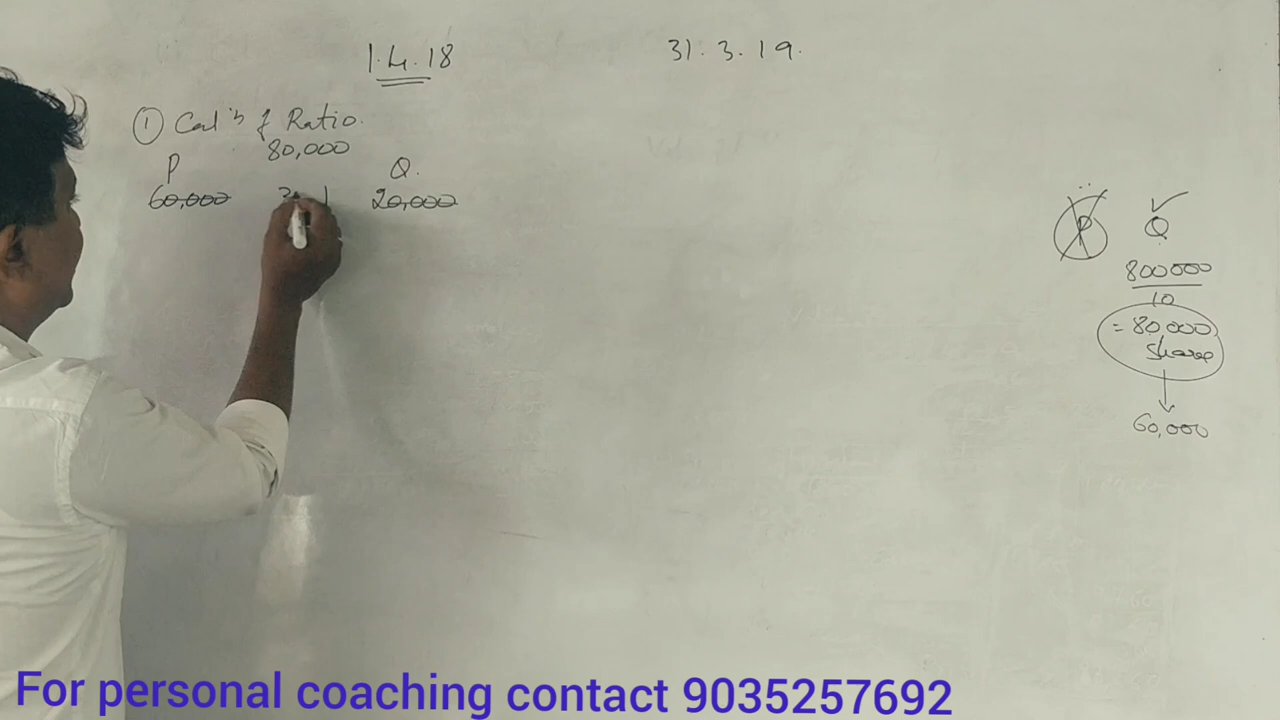 1.4.18
31.3.19.
① Caln of Ratio.
80,000
P
Q.
60,000
3
1
20,000
P
Q
800000
10
= 80,000
Shares
60,000
For personal coaching contact 9035257692